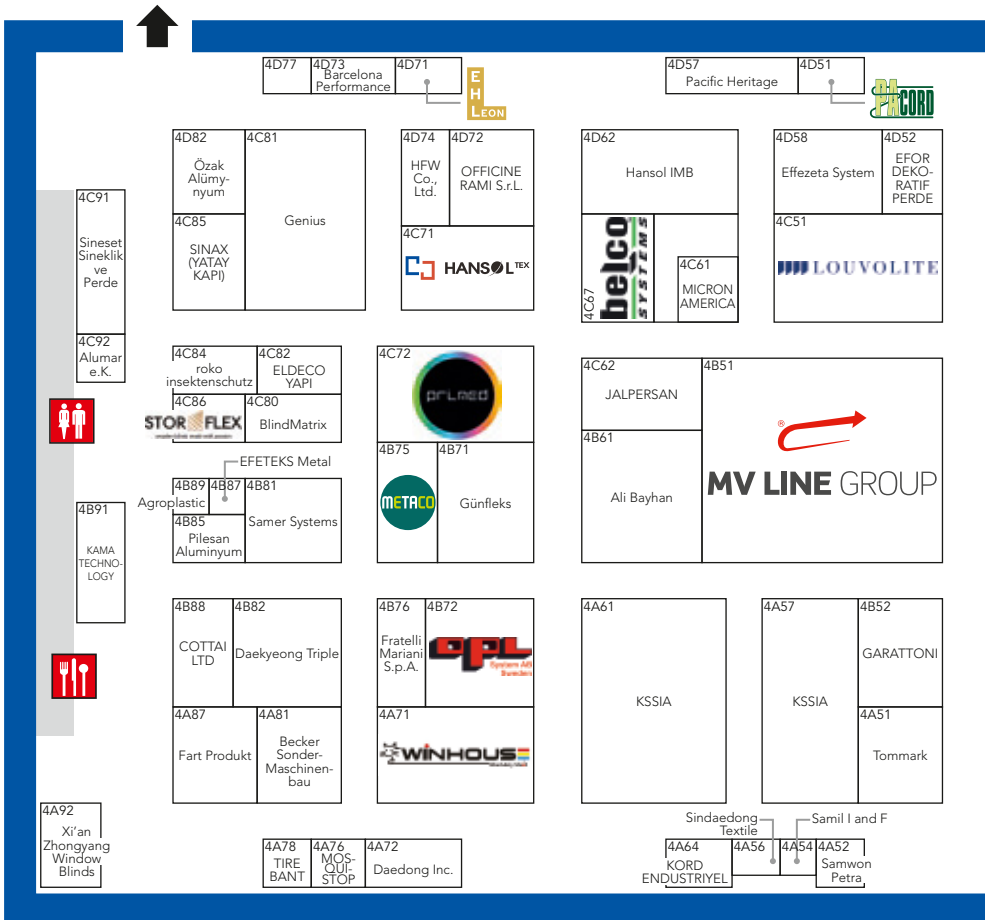 4D77
4D73
Barcelona
Performance
4D71
E
H
LEON
4D57
Pacific Heritage
4D51
PACORD
4D82
Özak
Alümy-
nyum
4C81
Genius
4C85
SINAX
(YATAY
KAPI)
4D74
HFW
Co.,
Ltd.
4D72
OFFICINE
RAMI S.r.L.
4C71
HANSOL TEX
4D62
Hansol IMB
4C67
belco
SYSTEMS
4C61
MICRON
AMERICA
4D58
Effezeta System
4D52
EFOR
DEKO-
RATIF
PERDE
4C51
LOUVOLITE
4C91
Sineset
Sineklik
ve
Perde
4C92
Alumar
e.K.
4C84
roko
insektenschutz
4C82
ELDECO
YAPI
4C86
STOR FLEX
4C80
BlindMatrix
EFETEKS Metal
4B89
Agroplastic
4B87
4B81
Samer Systems
4B85
Pilesan
Aluminyum
4C72
4B75
METACO
4B71
Günfleks
4C62
JALPERSAN
4B61
Ali Bayhan
4B51
®
MV LINE GROUP
4B91
KAMA
TECHNO-
LOGY
4B88
COTTAI
LTD
4B82
Daekyeong Triple
4A87
Fart Produkt
4A81
Becker
Sonder-
Maschinen-
bau
4B76
Fratelli
Mariani
S.p.A.
4B72
OPL
System AB
Sweden
4A71
WINHOUSE
4A61
KSSIA
4A57
KSSIA
4B52
GARATTONI
4A51
Tommark
4A92
Xi'an
Zhongyang
Window
Blinds
4A78
TIRE
BANT
4A76
MOS-
QUI-
STOP
4A72
Daedong Inc.
Sindaedong
Textile
Samil I and F
4A64
KORD
ENDUSTRIYEL
4A56
4A54
4A52
Samwon
Petra